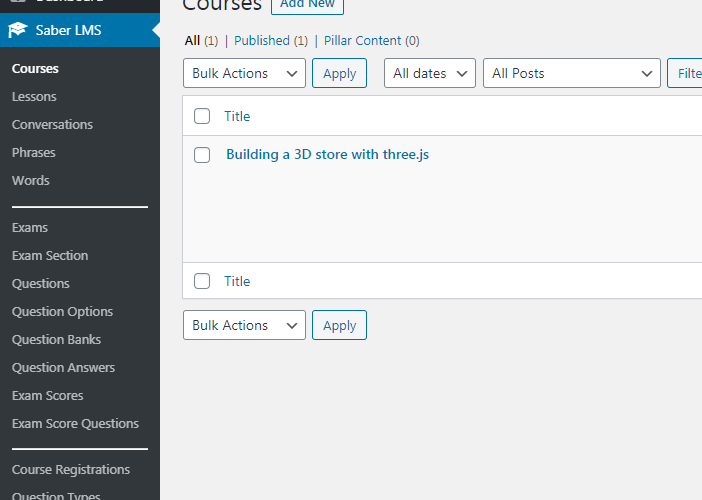 Dashboard
Saber LMS
Courses
Lessons
Conversations
Phrases
Words
Exams
Exam Section
Questions
Question Options
Question Banks
Question Answers
Exam Scores
Exam Score Questions
Course Registrations
Question Types
Courses Add New
All (1) | Published (1) | Pillar Content (0)
Bulk Actions Apply All dates All Posts Filte
Title
Building a 3D store with three.js
Title
Bulk Actions Apply